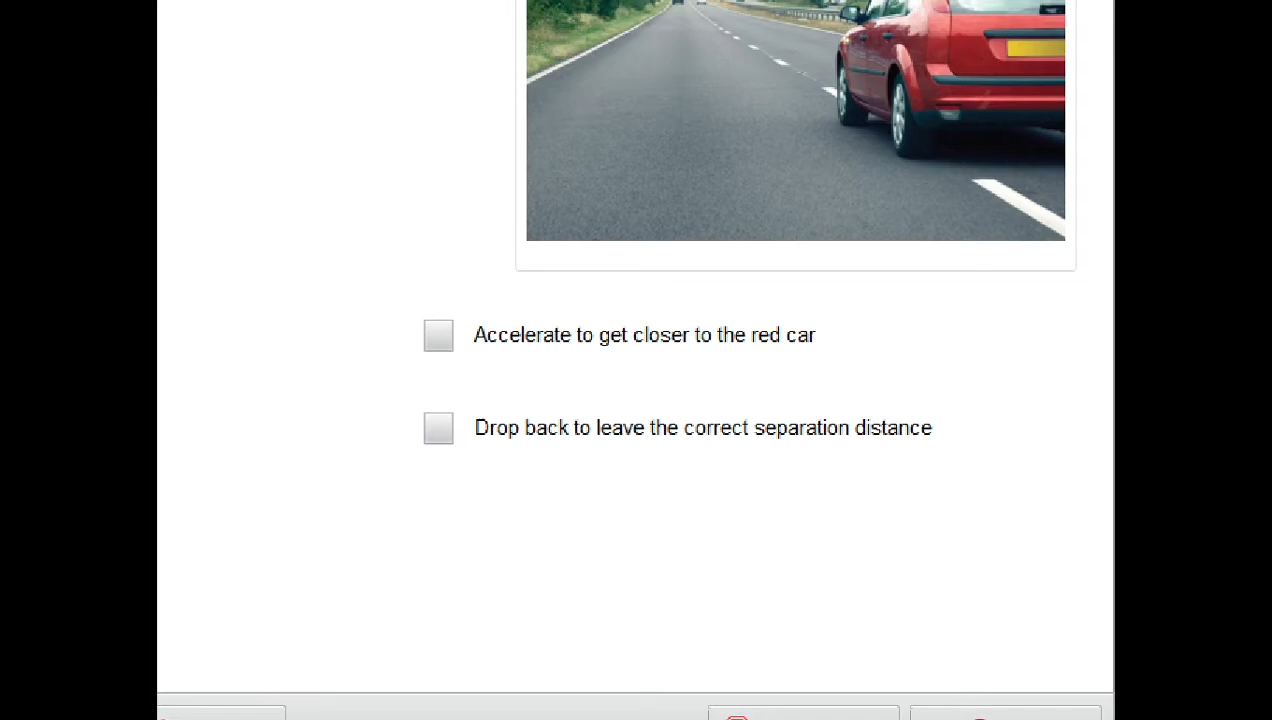 Accelerate to get closer to the red car
Drop back to leave the correct separation distance